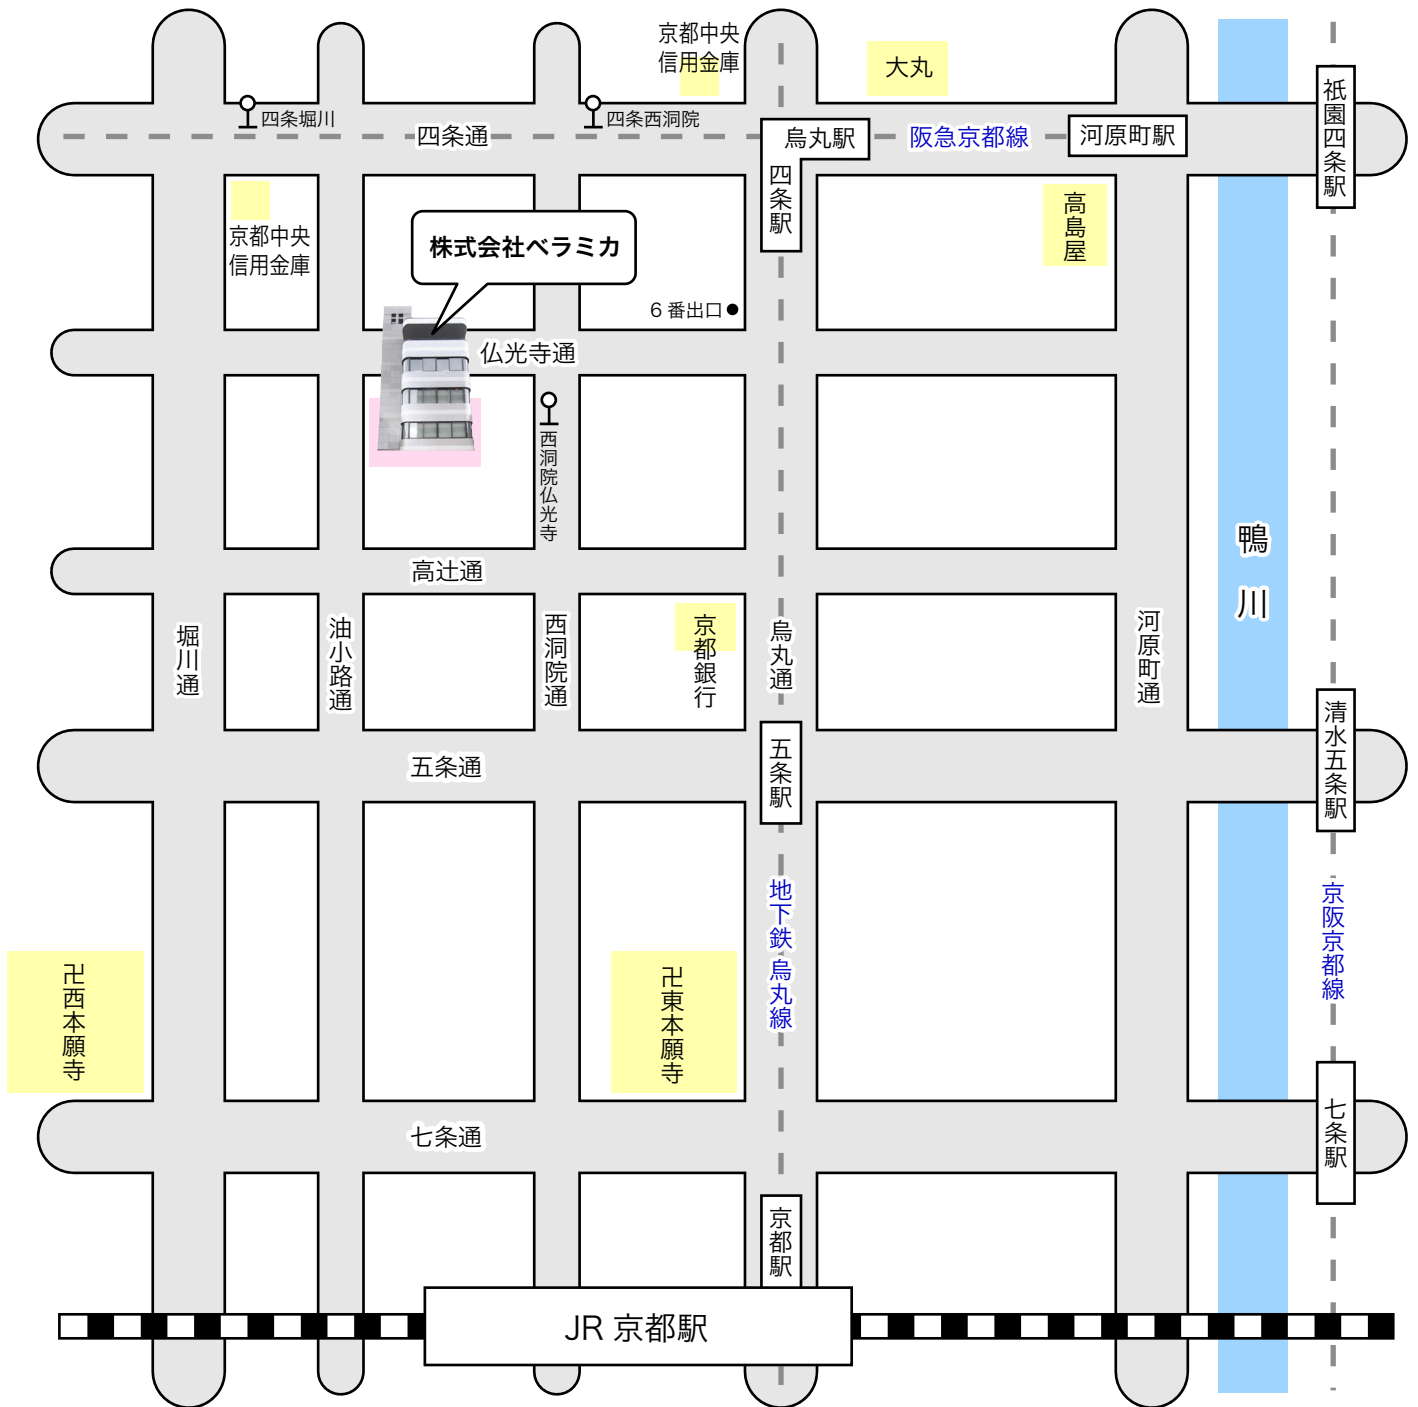 京都中央
信用金庫
大丸
四条堀川
四条通
四条西洞院
烏丸駅
四条駅
阪急京都線
河原町駅
祇園四条駅
京都中央
信用金庫
株式会社ベラミカ
高島屋
6 番出口
仏光寺通
西洞院仏光寺
鴨川
高辻通
堀川通
油小路通
西洞院通
京都銀行
烏丸通
河原町通
五条通
五条駅
清水五条駅
地下鉄 烏丸線
京阪京都線
卍西本願寺
卍東本願寺
七条通
七条駅
京都駅
JR 京都駅